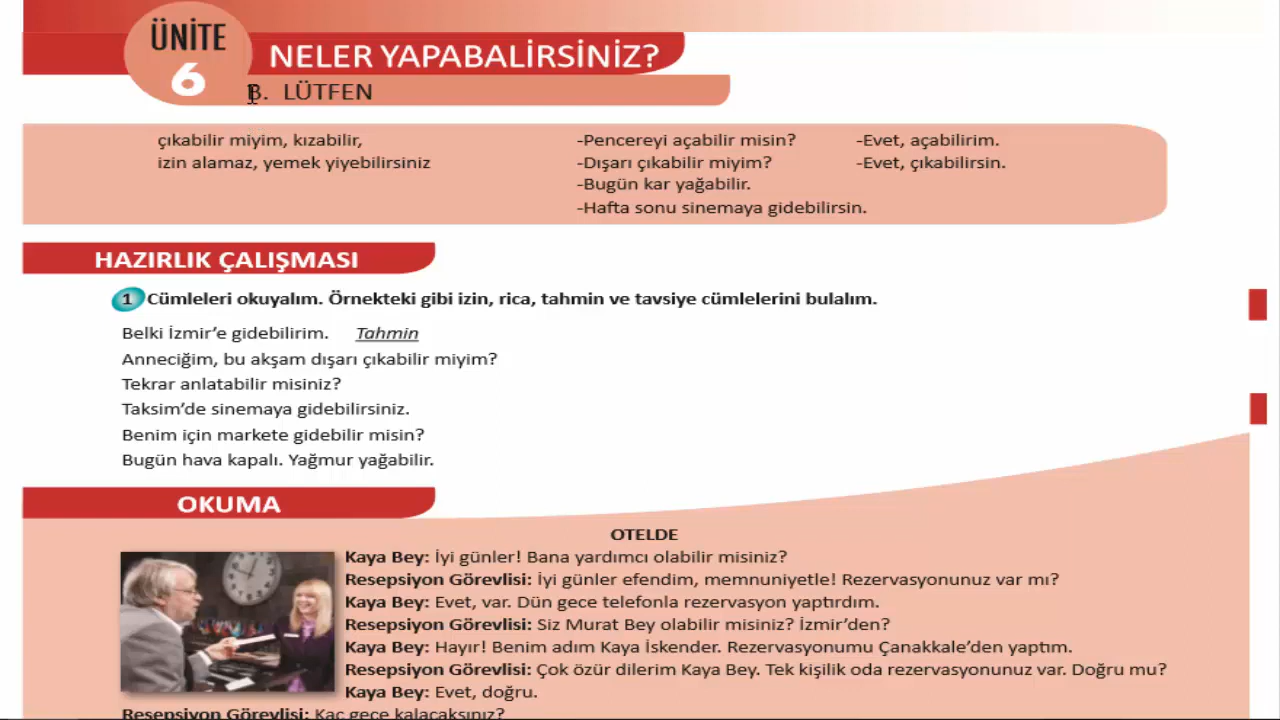 ÜNİTE
6
NELER YAPABALİRSİNİZ?
B. LÜTFEN
çıkabilir miyim, kızabilir,
izin alamaz, yemek yiyebilirsiniz
-Pencereyi açabilir misin? -Evet, açabilirim.
-Dışarı çıkabilir miyim? -Evet, çıkabilirsin.
-Bugün kar yağabilir.
-Hafta sonu sinemaya gidebilirsin.
HAZIRLIK ÇALIŞMASI
1 Cümleleri okuyalım. Örnekteki gibi izin, rica, tahmin ve tavsiye cümlelerini bulalım.
Belki İzmir’e gidebilirim. Tahmin
Anneciğim, bu akşam dışarı çıkabilir miyim?
Tekrar anlatabilir misiniz?
Taksim’de sinemaya gidebilirsiniz.
Benim için markete gidebilir misin?
Bugün hava kapalı. Yağmur yağabilir.
OKUMA
OTELDE
Kaya Bey: İyi günler! Bana yardımcı olabilir misiniz?
Resepsiyon Görevlisi: İyi günler efendim, memnuniyetle! Rezervasyonunuz var mı?
Kaya Bey: Evet, var. Dün gece telefonla rezervasyon yaptırdım.
Resepsiyon Görevlisi: Siz Murat Bey olabilir misiniz? İzmir’den?
Kaya Bey: Hayır! Benim adım Kaya İskender. Rezervasyonumu Çanakkale’den yaptım.
Resepsiyon Görevlisi: Çok özür dilerim Kaya Bey. Tek kişilik oda rezervasyonunuz var. Doğru mu?
Kaya Bey: Evet, doğru.
Resepsiyon Görevlisi: Kaç gece kalacaksınız?